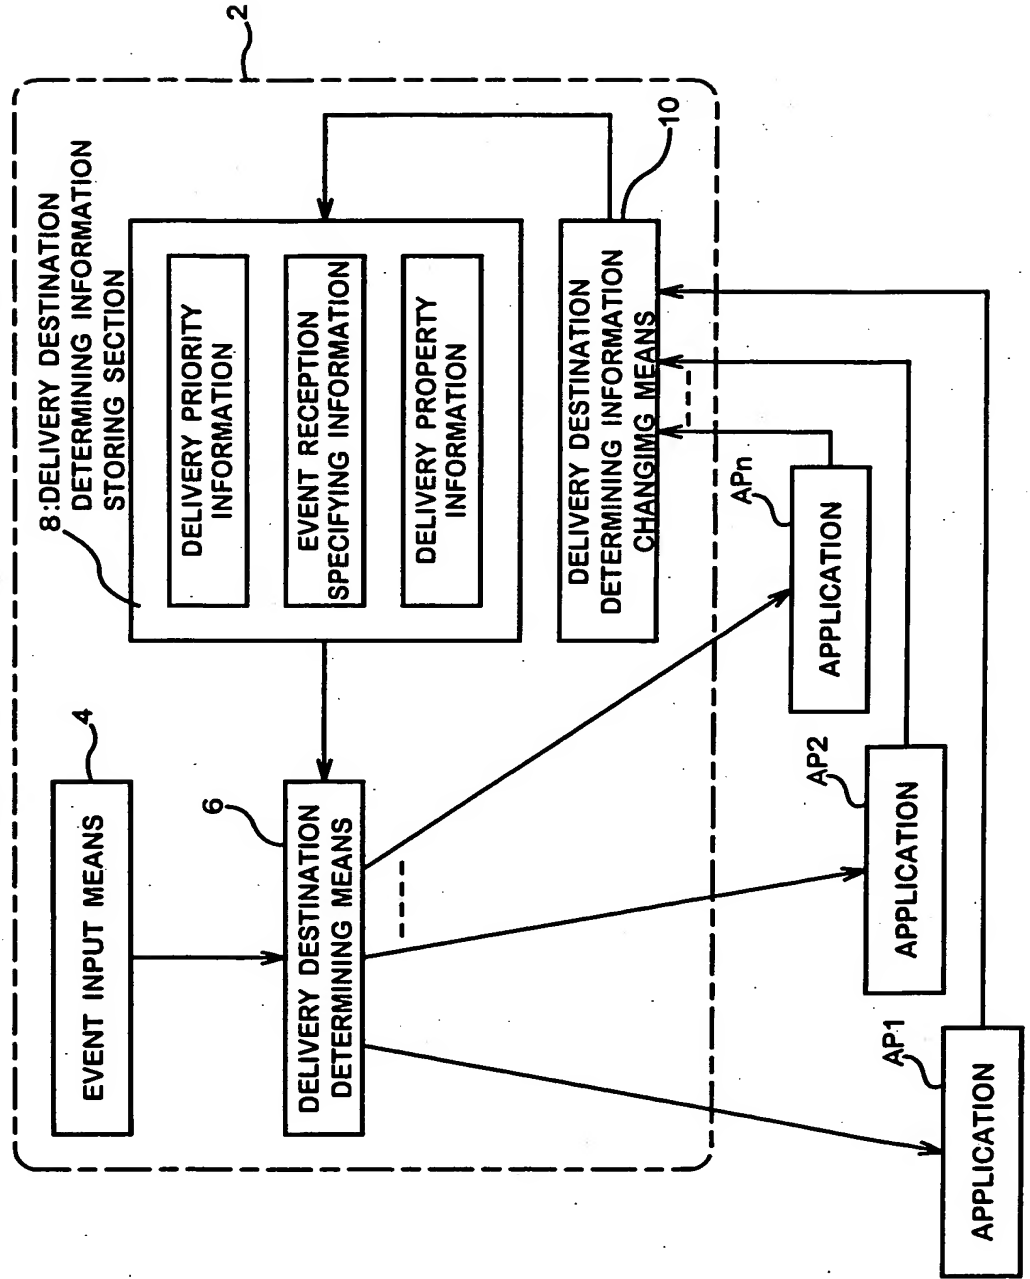 2
4
EVENT INPUT MEANS
8:DELIVERY DESTINATION
DETERMINING INFORMATION
STORING SECTION
DELIVERY PRIORITY
INFORMATION
EVENT RECEPTION
SPECIFYING INFORMATION
DELIVERY PROPERTY
INFORMATION
6
DELIVERY DESTINATION
DETERMINING MEANS
10
DELIVERY DESTINATION
DETERMINING INFORMATION
CHANGIMG MEANS
AP1
APPLICATION
AP2
APPLICATION
APn
APPLICATION